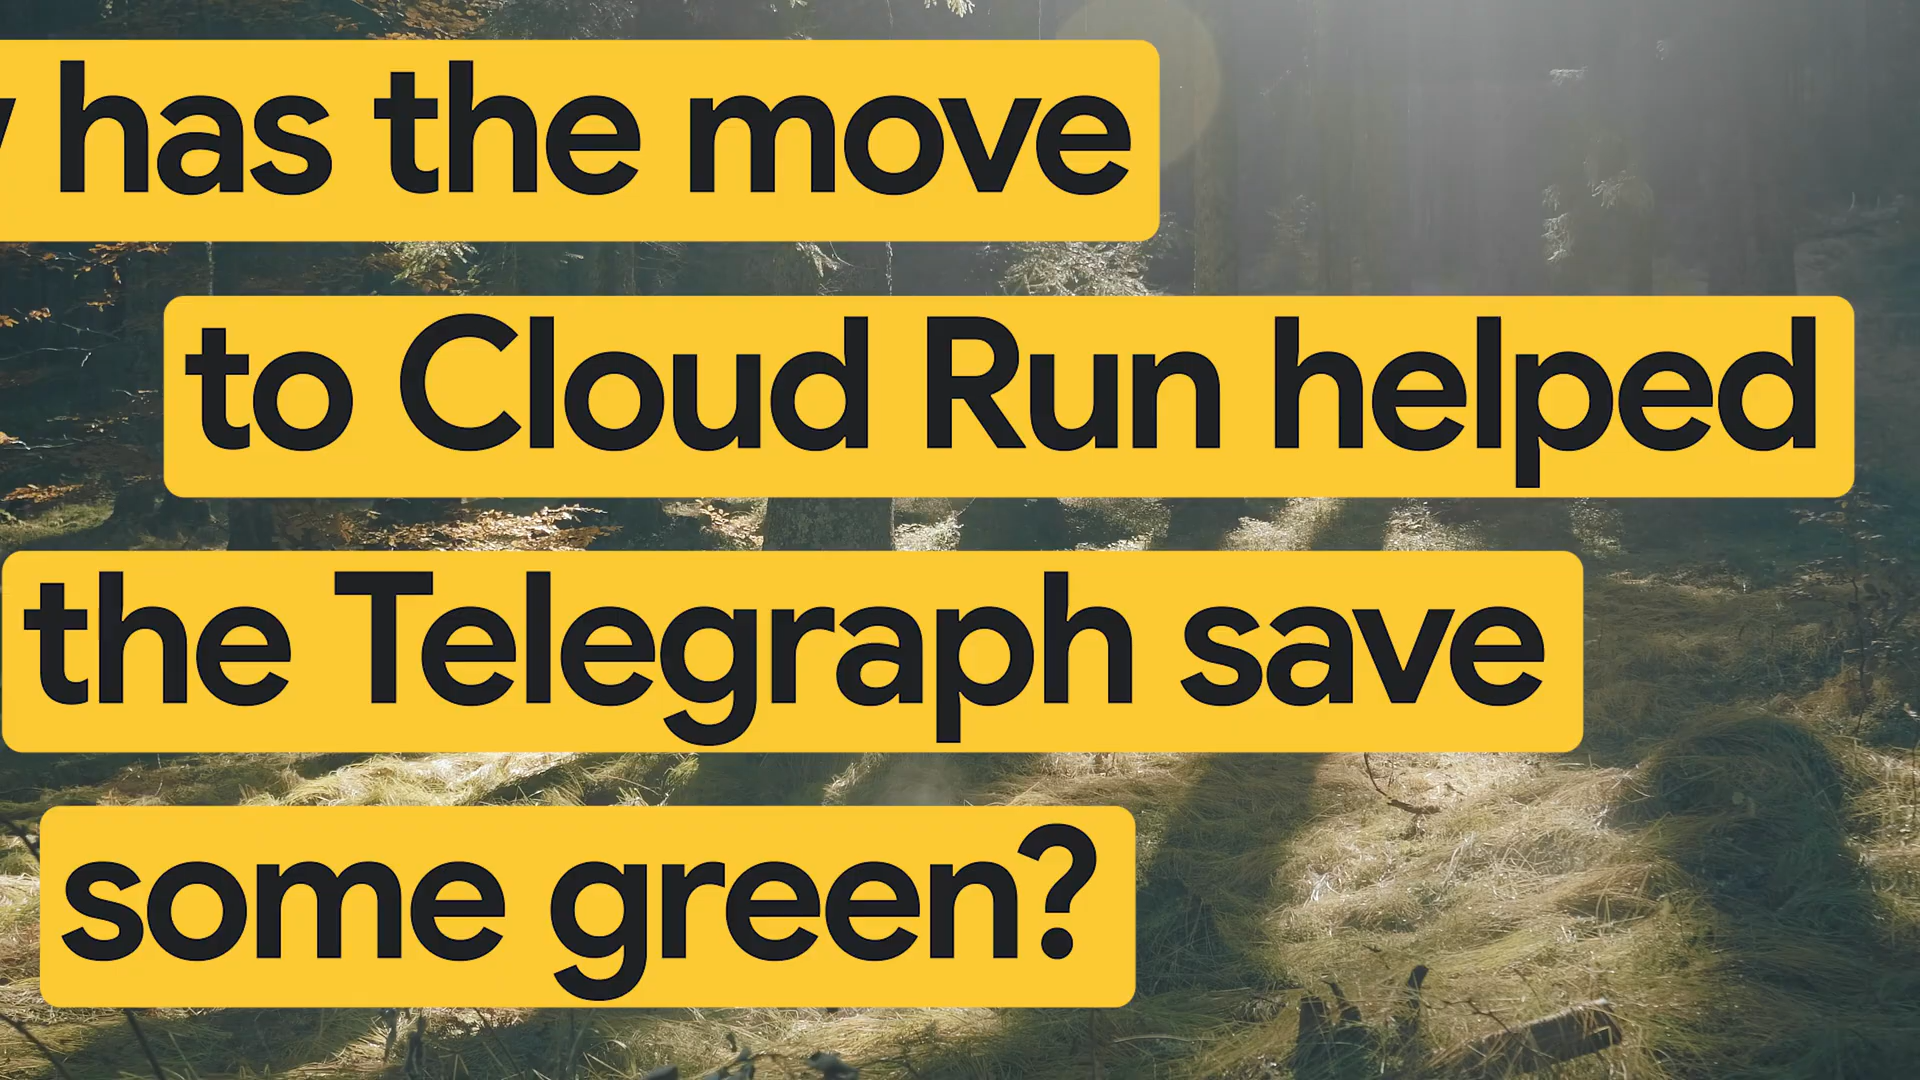 has the move
to Cloud Run helped
the Telegraph save
some green?